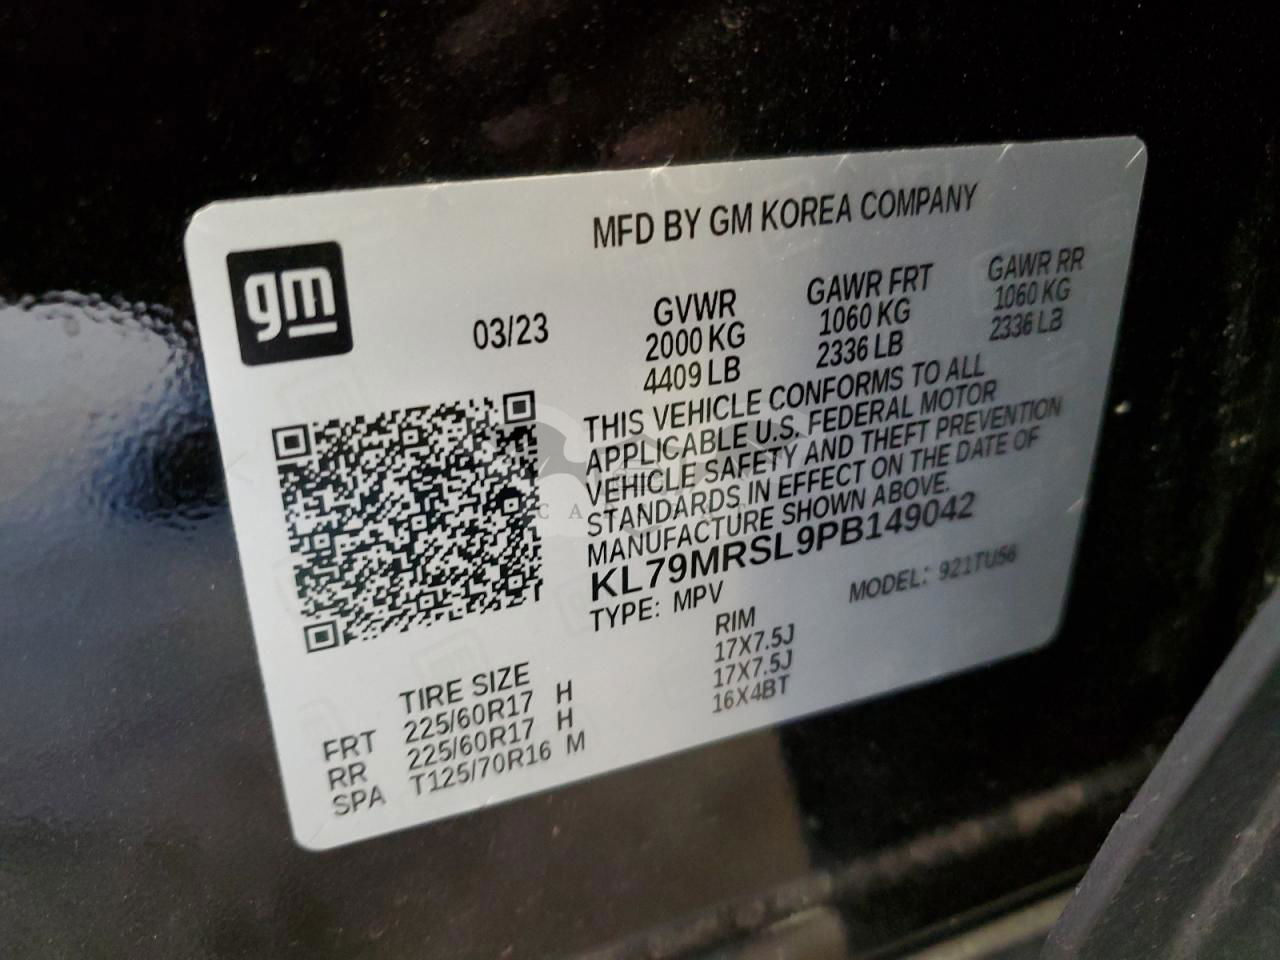 MFD BY GM KOREA COMPANY
gm
03/23
GVWR GAWR FRT GAWR RR
2000 KG 1060 KG 1060 KG
4409 LB 2336 LB 2336 LB
THIS VEHICLE CONFORMS TO ALL
APPLICABLE U.S. FEDERAL MOTOR
VEHICLE SAFETY AND THEFT PREVENTION
STANDARDS IN EFFECT ON THE DATE OF
MANUFACTURE SHOWN ABOVE.
KL79MRSL9PB149042
TYPE: MPV MODEL: 921TU56
TIRE SIZE RIM
FRT 225/60R17 H 17X7.5J
RR 225/60R17 H 17X7.5J
SPA T125/70R16 M 16X4BT